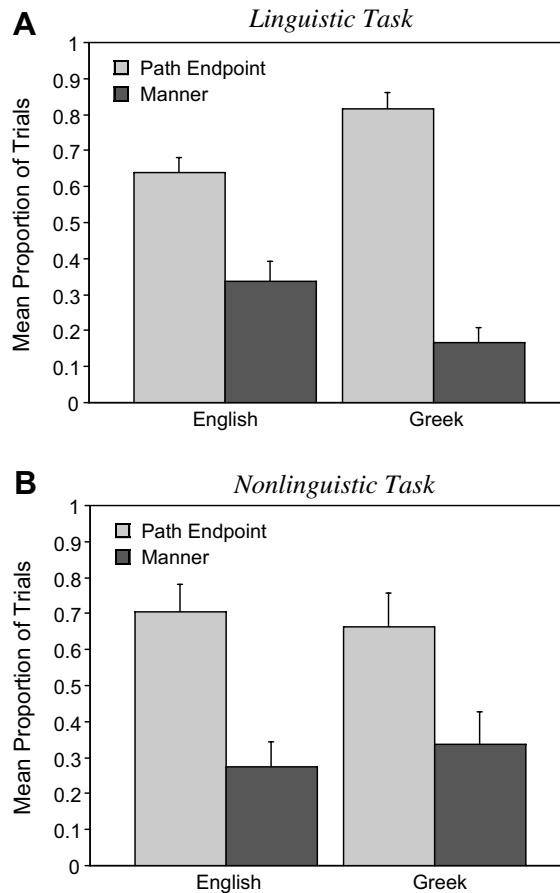 A
Linguistic Task
Mean Proportion of Trials
1
0.9
0.8
0.7
0.6
0.5
0.4
0.3
0.2
0.1
0
Path Endpoint
Manner
English Greek
B
Nonlinguistic Task
Mean Proportion of Trials
1
0.9
0.8
0.7
0.6
0.5
0.4
0.3
0.2
0.1
0
Path Endpoint
Manner
English Greek